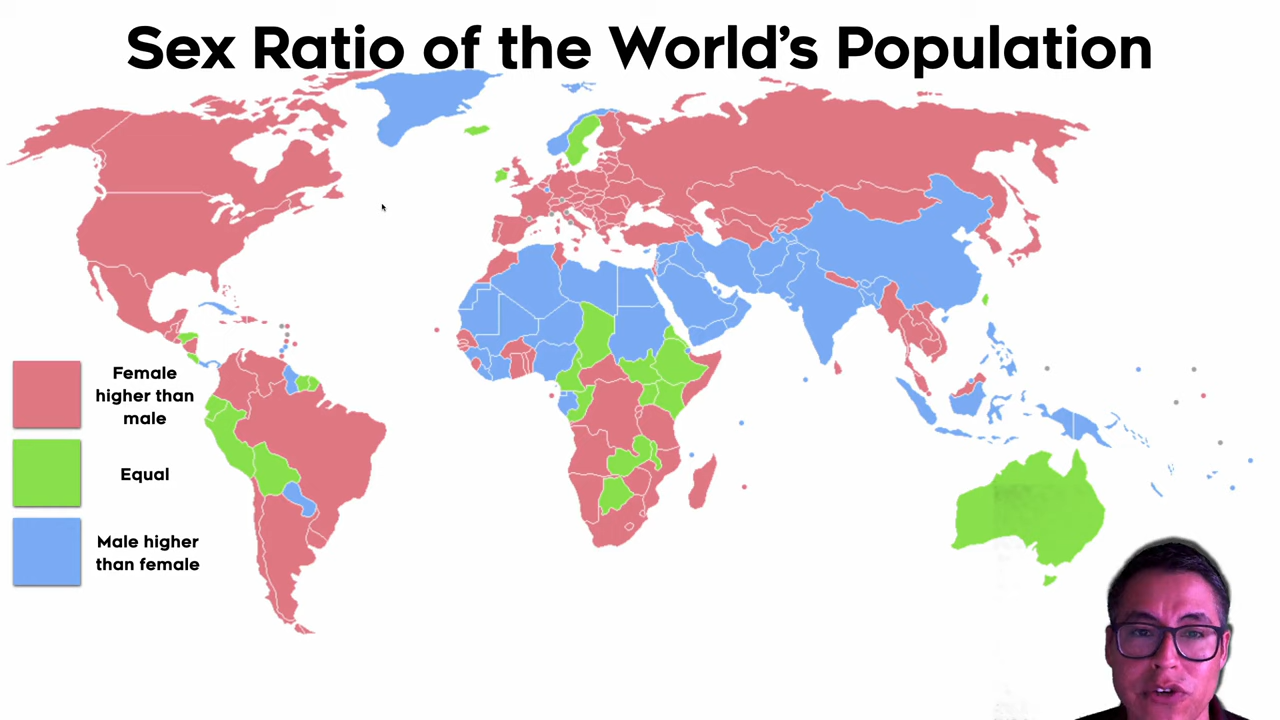 Sex Ratio of the World's Population
Female
higher than
male
Equal
Male higher
than female